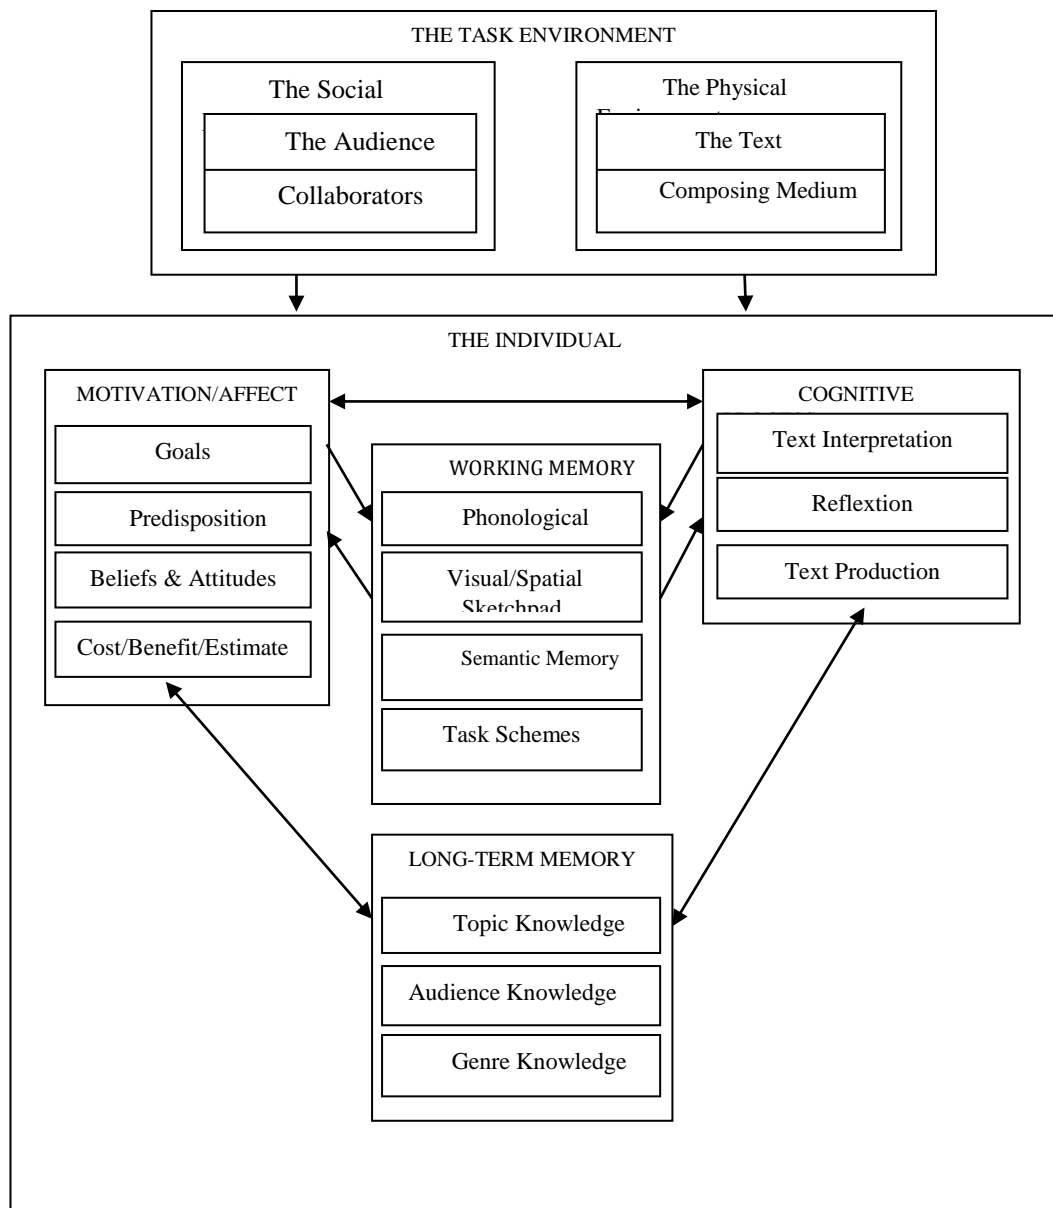 THE TASK ENVIRONMENT
The Social
The Audience
Collaborators
The Physical
The Text
Composing Medium
THE INDIVIDUAL
MOTIVATION/AFFECT
Goals
Predisposition
Beliefs & Attitudes
Cost/Benefit/Estimate
WORKING MEMORY
Phonological
Visual/Spatial
Sketchpad
Semantic Memory
Task Schemes
COGNITIVE
Text Interpretation
Reflextion
Text Production
LONG-TERM MEMORY
Topic Knowledge
Audience Knowledge
Genre Knowledge